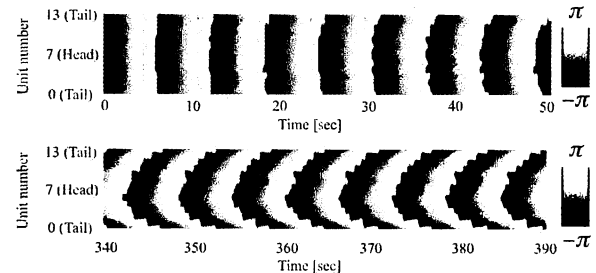 Unit number
13 (Tail)
7 (Head)
0 (Tail)
0 10 20 30 40 50
Time [sec]
π
−π
Unit number
13 (Tail)
7 (Head)
0 (Tail)
340 350 360 370 380 390
Time [sec]
π
−π